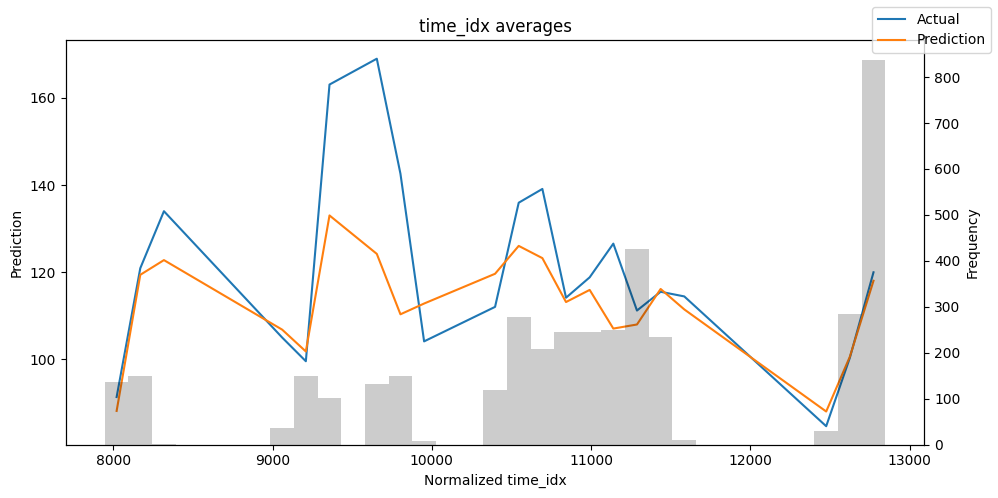 time_idx averages
Actual
Prediction
160
140
120
100
Prediction
800
700
600
500
400
300
200
100
0
Frequency
8000 9000 10000 11000 12000 13000
Normalized time_idx